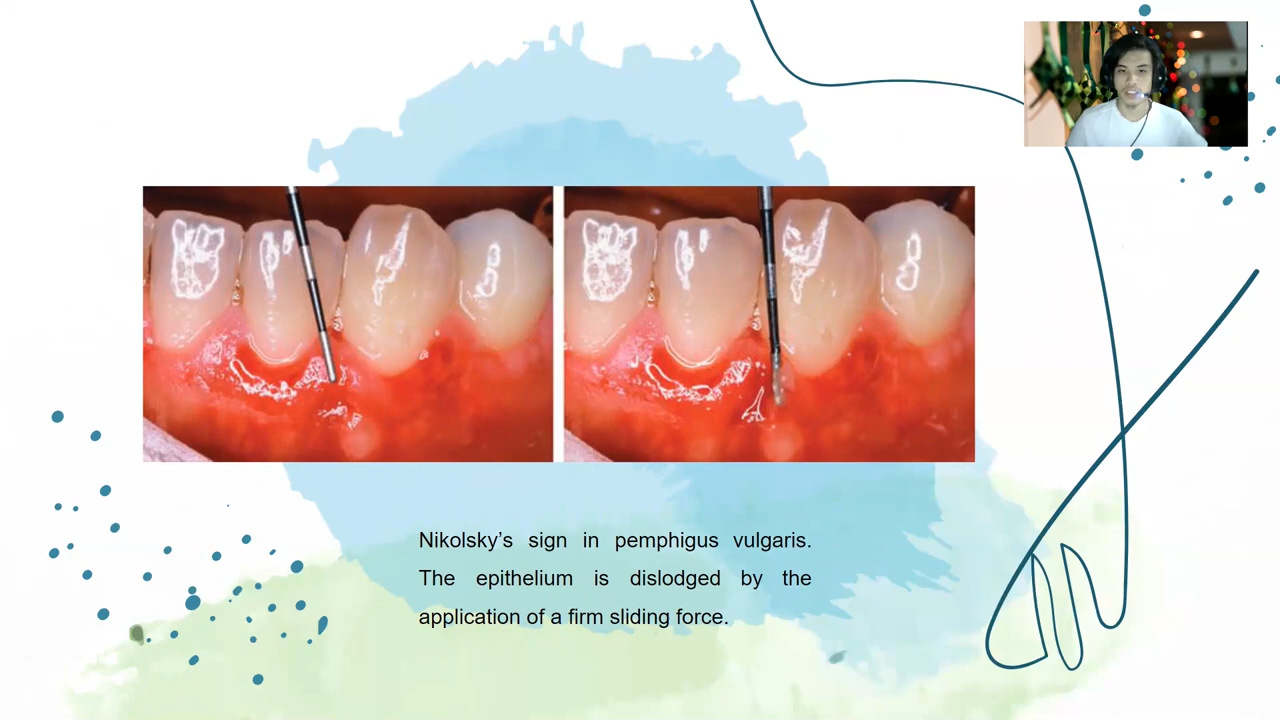 Nikolsky’s sign in pemphigus vulgaris.
The epithelium is dislodged by the
application of a firm sliding force.